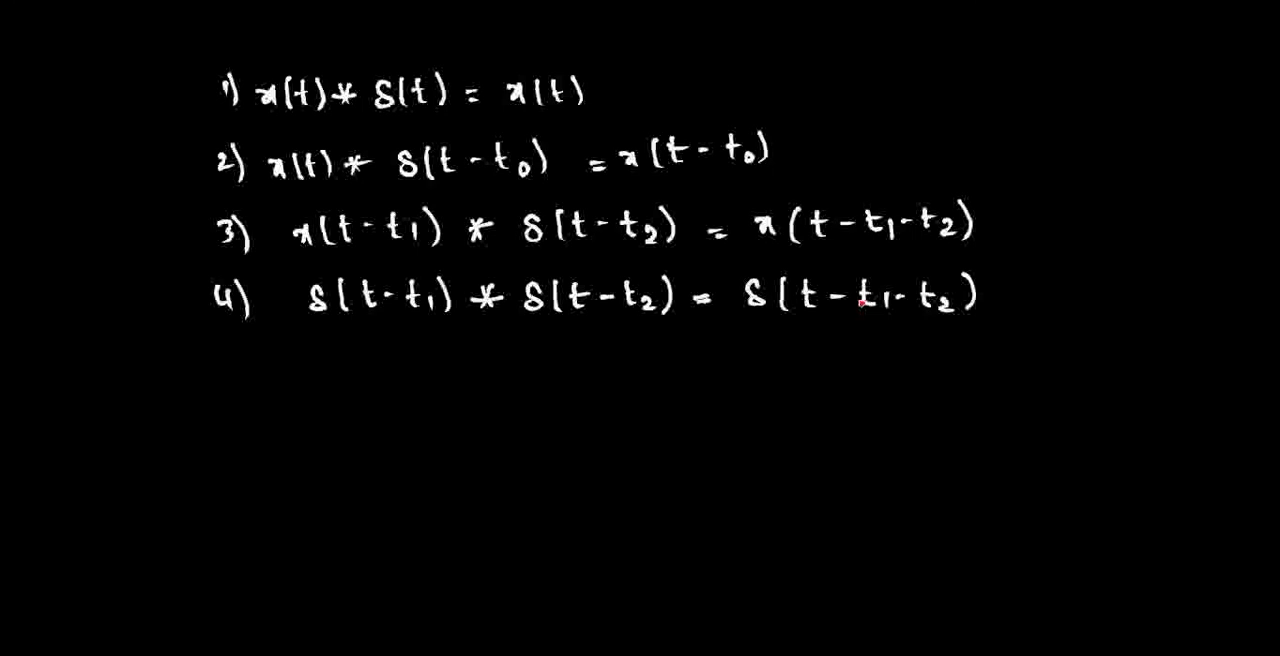 1) x(t) * δ(t) = x(t)
2) x(t) * δ(t - t₀) = x(t - t₀)
3) x(t - t₁) * δ(t - t₂) = x(t - t₁ - t₂)
4) δ(t - t₁) * δ(t - t₂) = δ(t - t₁ - t₂)